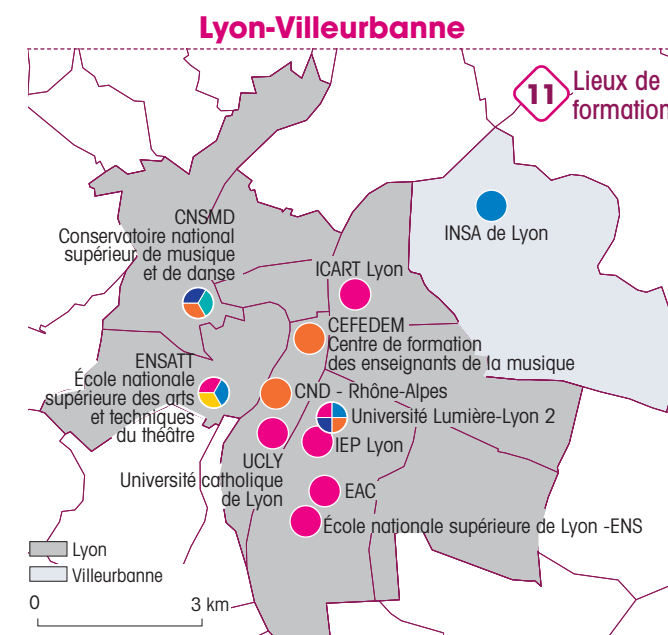 Lyon-Villeurbanne
11
Lieux de
formation
INSA de Lyon
CNSMD
Conservatoire national
supérieur de musique
et de danse
ICART Lyon
CEFEDEM
Centre de formation
des enseignants de la musique
ENSATT
École nationale
supérieure des arts
et techniques
du théâtre
CND - Rhône-Alpes
Université Lumière-Lyon 2
IEP Lyon
UCLY
Université catholique
de Lyon
EAC
École nationale supérieure de Lyon -ENS
Lyon
Villeurbanne
0 3 km